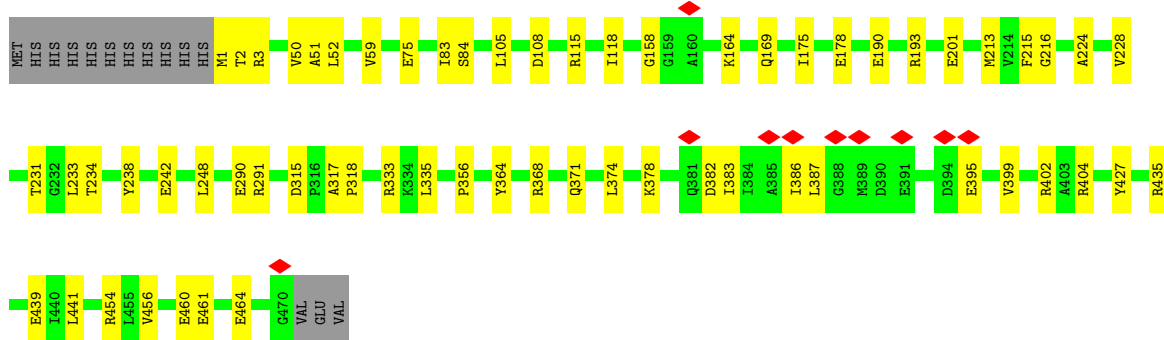 MET HIS HIS HIS HIS HIS HIS HIS HIS M1 T2 R3 V50 A51 L52 V59 E75 I83 S84 L105 D108 R115 I118 G158 G159 A160 K164 Q169 I175 E178 E190 R193 E201 M213 V214 F215 G216 A224 V228
T231 G232 L233 T234 Y238 E242 L248 E290 R291 D315 P316 A317 P318 R333 K334 L335 P356 Y364 R368 Q371 L374 K378 Q381 D382 I383 I384 A385 I386 L387 G388 M389 D390 E391 D394 E395 V399 R402 A403 R404 Y427 R435
E439 I440 L441 R454 L455 V456 E460 E461 E464 G470 VAL GLU VAL